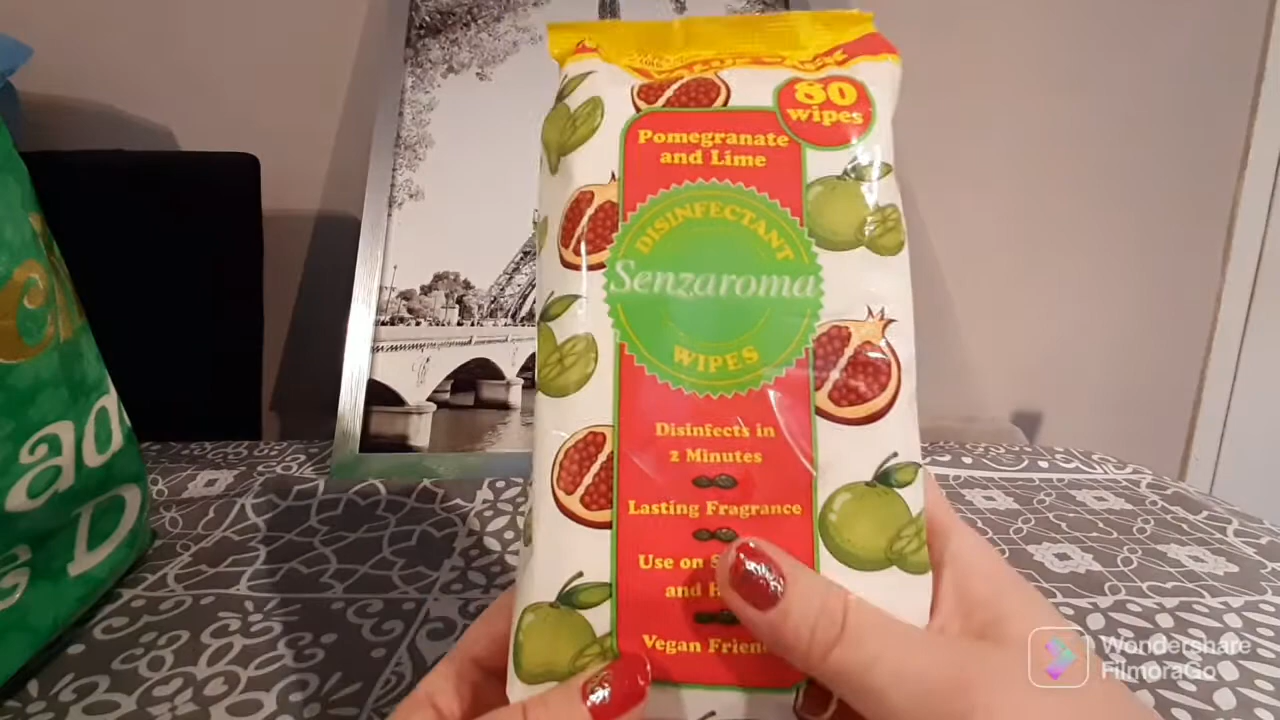 80
wipes
Pomegranate
and Lime
DISINFECTANT
Senzaroma
WIPES
Disinfects in
2 Minutes
Lasting Fragrance
Use on
and
Vegan
ad
D
Wondershare
FilmoraGo